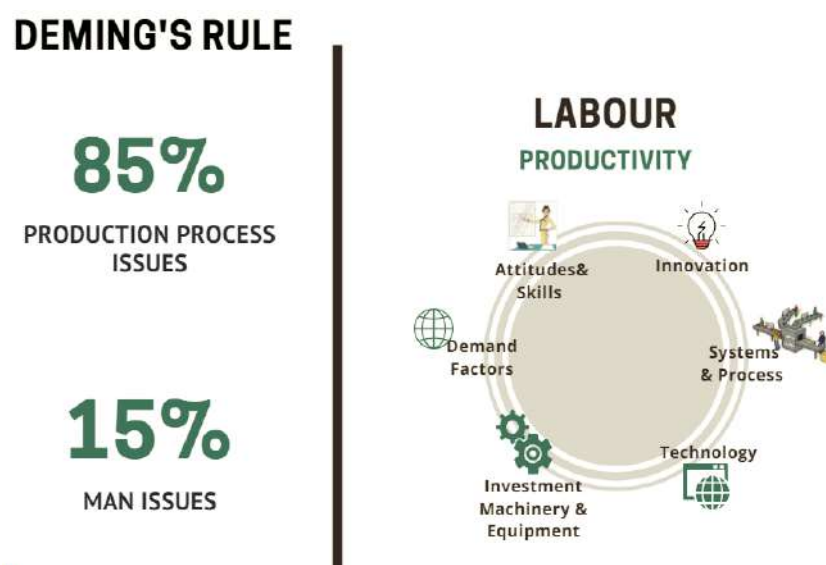 DEMING'S RULE
85%
PRODUCTION PROCESS
ISSUES
15%
MAN ISSUES
LABOUR
PRODUCTIVITY
Attitudes&
Skills
Innovation
Demand
Factors
Systems
& Process
Investment
Machinery &
Equipment
Technology